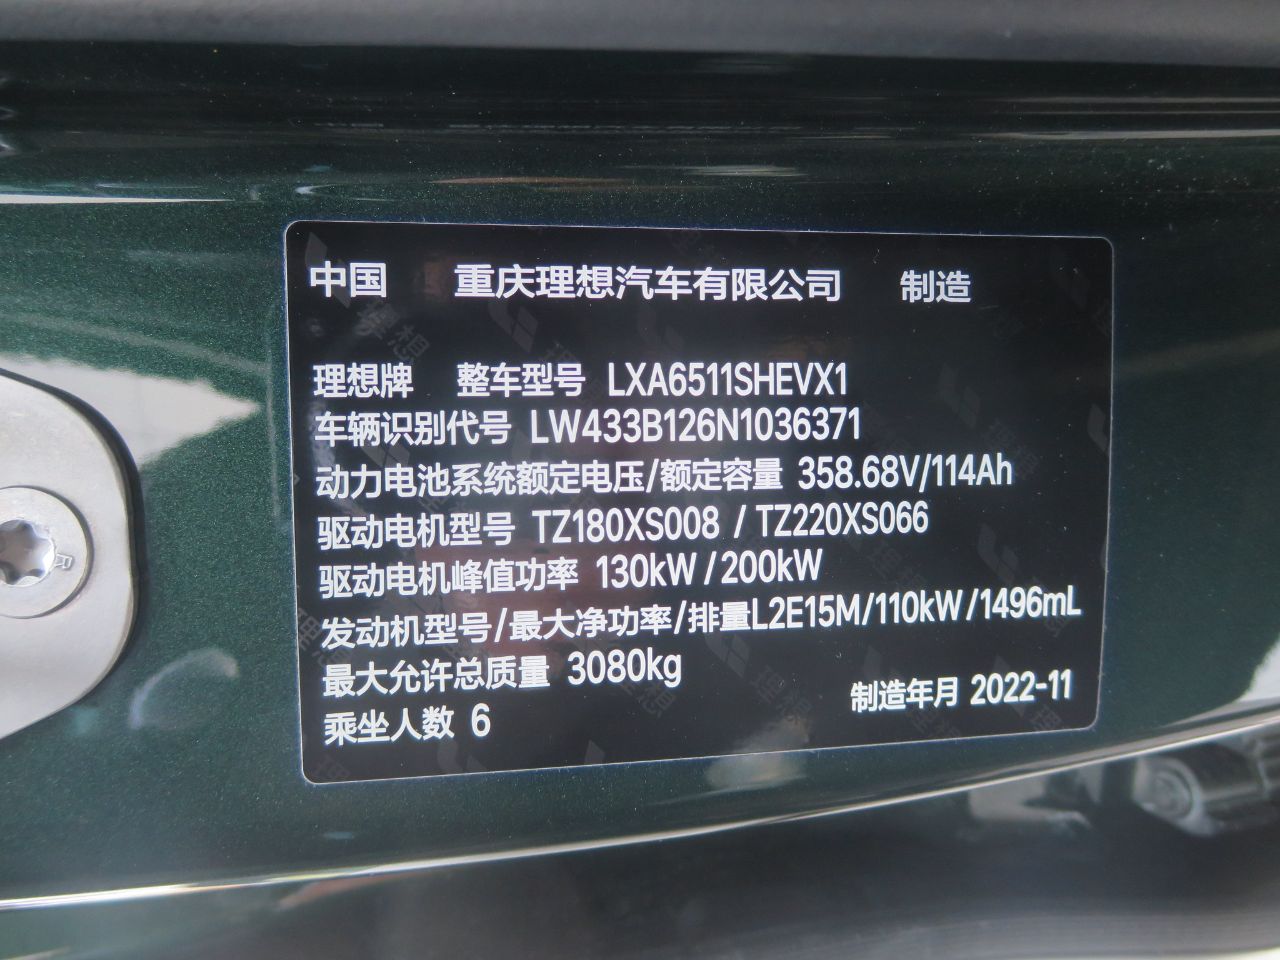 中国 重庆理想汽车有限公司 制造
理想牌 整车型号 LXA6511SHEVX1
车辆识别代号 LW433B126N1036371
动力电池系统额定电压/额定容量 358.68V/114Ah
驱动电机型号 TZ180XS008 / TZ220XS066
驱动电机峰值功率 130kW / 200kW
发动机型号/最大净功率/排量L2E15M/110kW/1496mL
最大允许总质量 3080kg
乘坐人数 6
制造年月 2022-11